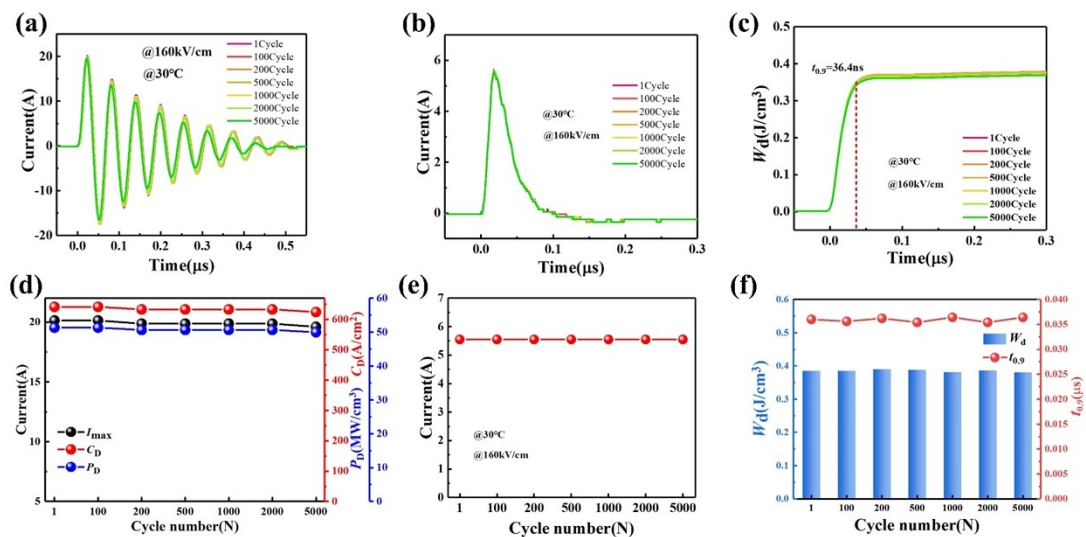 (a)
Current(A)
20
10
0
-10
-20
@160kV/cm
@30°C
1Cycle
100Cycle
200Cycle
500Cycle
1000Cycle
2000Cycle
5000Cycle
0.0 0.1 0.2 0.3 0.4 0.5
Time(μs)
(b)
Current(A)
6
4
2
0
1Cycle
100Cycle
200Cycle
500Cycle
1000Cycle
2000Cycle
5000Cycle
@30°C
@160kV/cm
0.0 0.1 0.2 0.3
Time(μs)
(c)
Wd(J/cm3)
0.5
0.4
0.3
0.2
0.1
0.0
t0.9=36.4ns
1Cycle
100Cycle
200Cycle
500Cycle
1000Cycle
2000Cycle
5000Cycle
@30°C
@160kV/cm
0.0 0.1 0.2 0.3
Time(μs)
(d)
Current(A)
20
15
10
5
Imax
CD
PD
1 100 200 500 1000 2000 5000
Cycle number(N)
600
500
400
300
200
100
0
CD(A/cm2)
60
50
40
30
20
10
0
PD(MW/cm3)
(e)
Current(A)
7
6
5
4
3
2
1
0
@30°C
@160kV/cm
1 100 200 500 1000 2000 5000
Cycle number(N)
(f)
Wd(J/cm3)
0.6
0.5
0.4
0.3
0.2
0.1
0.0
Wd
t0.9
1 100 200 500 1000 2000 5000
Cycle number(N)
0.040
0.035
0.030
0.025
0.020
0.015
0.010
0.005
0.000
t0.9(μs)